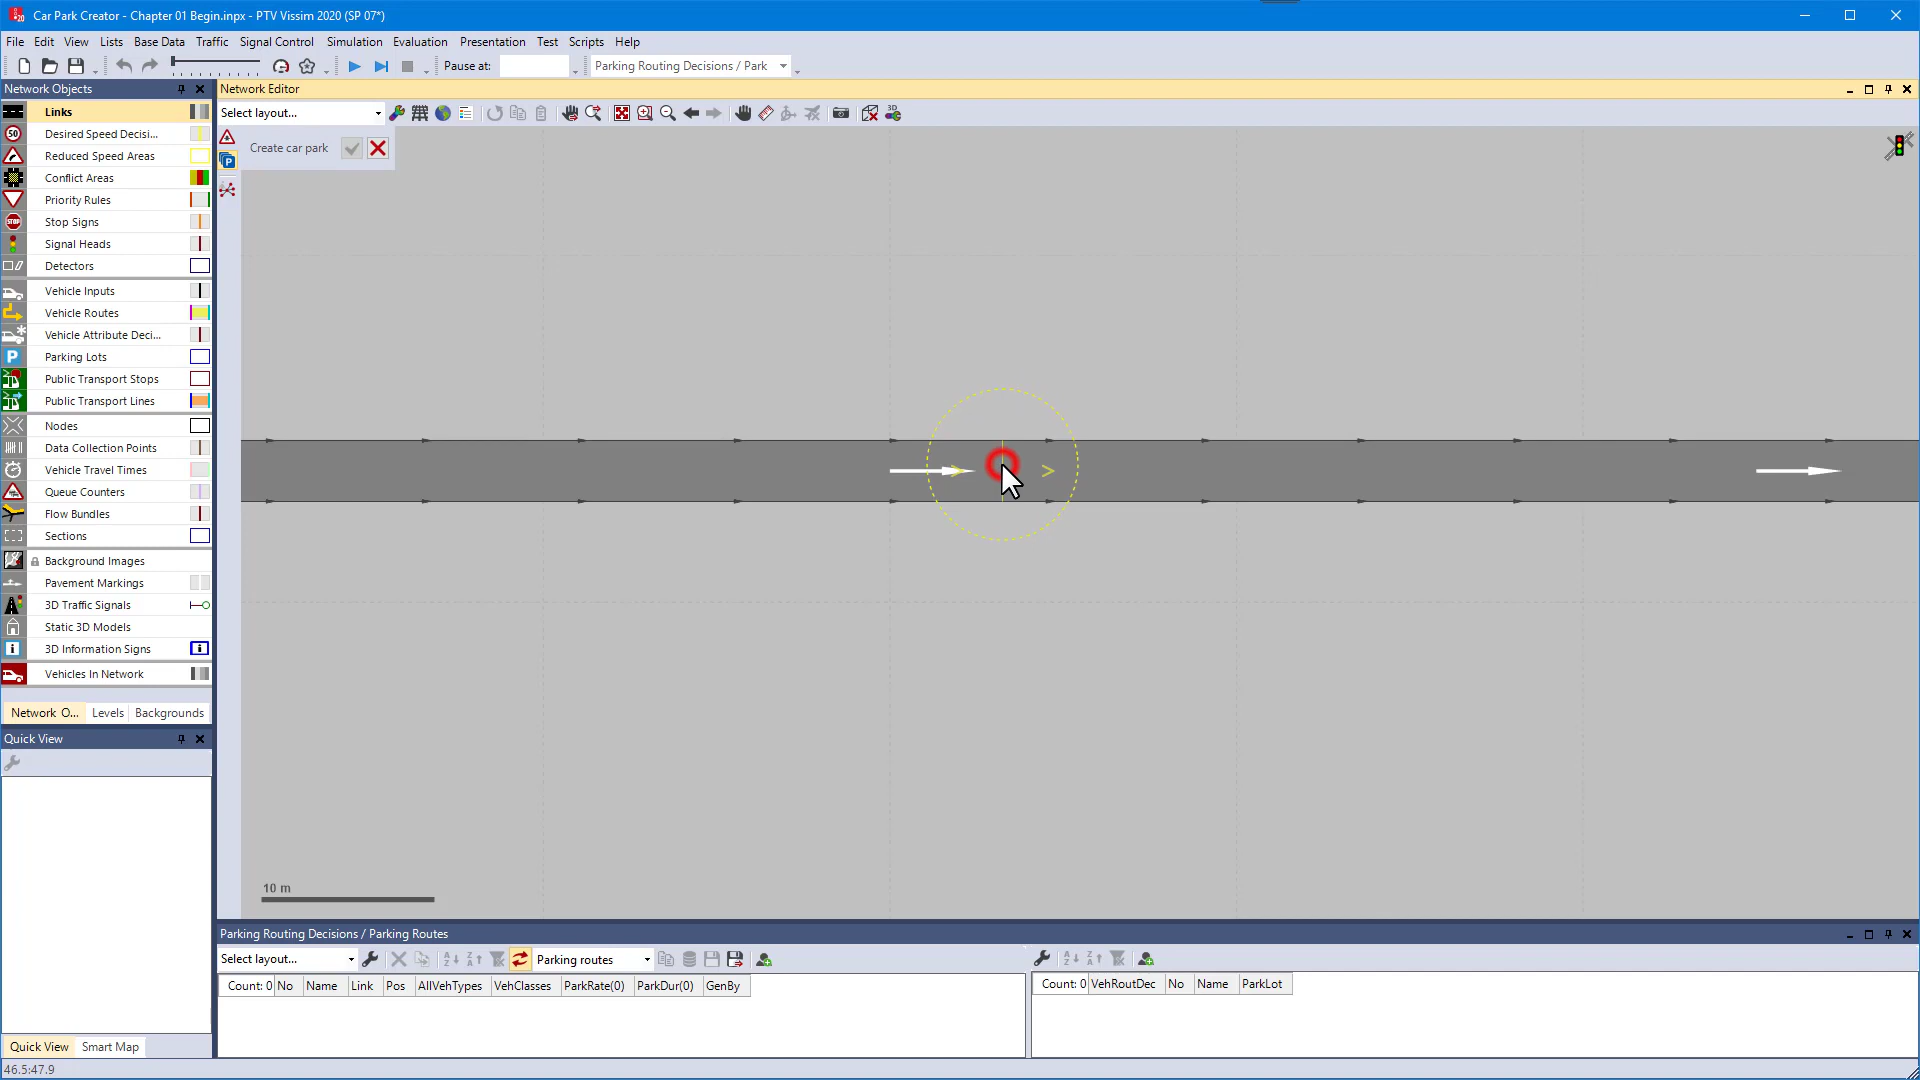 Car Park Creator - Chapter 01 Begin.inpx - PTV Vissim 2020 (SP 07*)
File Edit View Lists Base Data Traffic Signal Control Simulation Evaluation Presentation Test Scripts Help
Pause at: Parking Routing Decisions / Park
Network Objects
Network Editor
Links
Select layout...
50 Desired Speed Decisi...
Create car park
Reduced Speed Areas
P
Conflict Areas
Priority Rules
STOP Stop Signs
Signal Heads
Detectors
Vehicle Inputs
Vehicle Routes
Vehicle Attribute Deci...
P Parking Lots
Public Transport Stops
Public Transport Lines
Nodes
Data Collection Points
Vehicle Travel Times
Queue Counters
Flow Bundles
Sections
Background Images
Pavement Markings
3D Traffic Signals
Static 3D Models
3D Information Signs
Vehicles In Network
Network O... Levels Backgrounds
Quick View
10 m
Parking Routing Decisions / Parking Routes
Select layout... Parking routes
Count: 0 No Name Link Pos AllVehTypes VehClasses ParkRate(0) ParkDur(0) GenBy
Count: 0 VehRoutDec No Name ParkLot
Quick View Smart Map
46.5:47.9